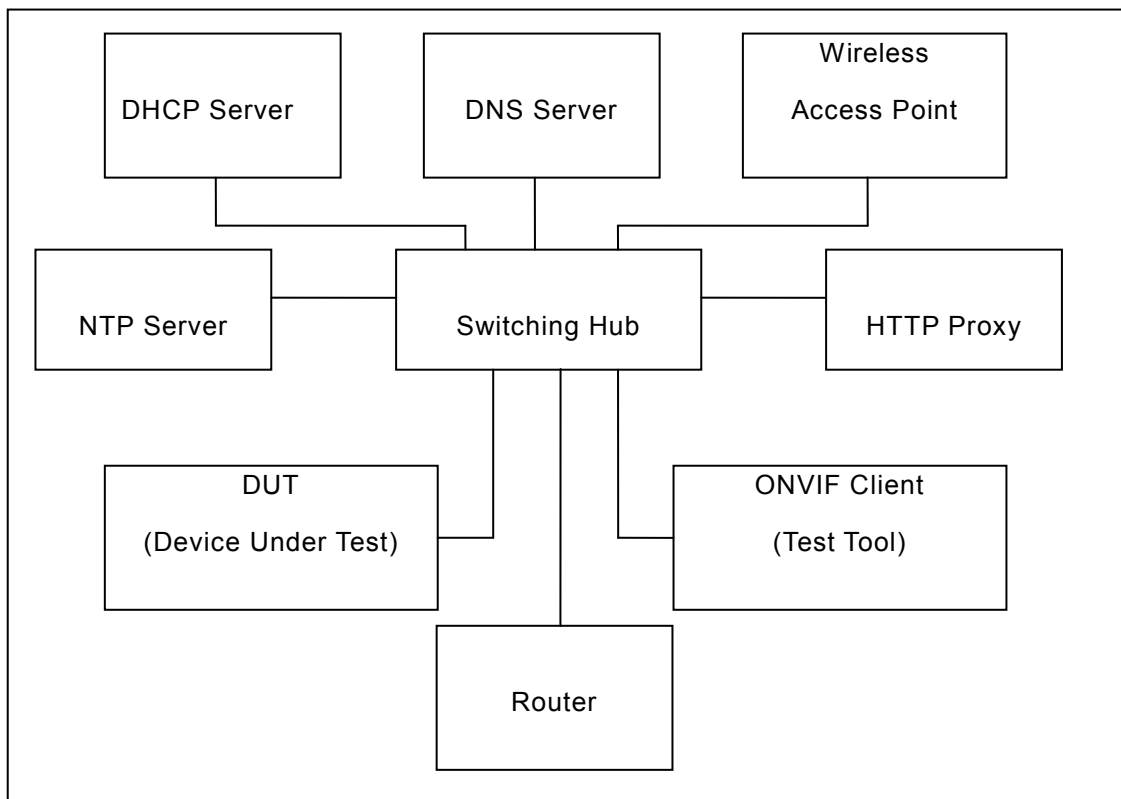 DHCP Server
DNS Server
Wireless
Access Point
NTP Server
Switching Hub
HTTP Proxy
DUT
(Device Under Test)
ONVIF Client
(Test Tool)
Router